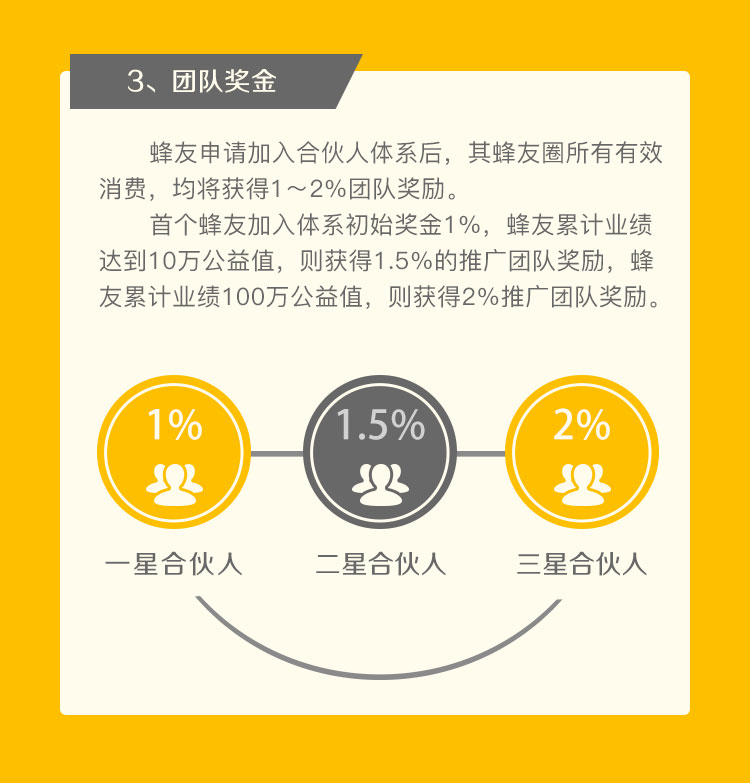 3、团队奖金
蜂友申请加入合伙人体系后，其蜂友圈所有有效
消费，均将获得1～2%团队奖励。
首个蜂友加入体系初始奖金1%，蜂友累计业绩
达到10万公益值，则获得1.5%的推广团队奖励，蜂
友累计业绩100万公益值，则获得2%推广团队奖励。
1%
1.5%
2%
一星合伙人
二星合伙人
三星合伙人